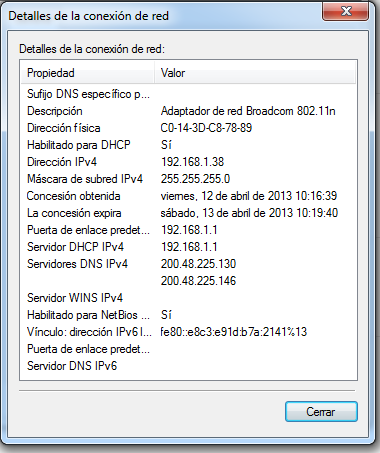 Detalles de la conexión de red
Detalles de la conexión de red:
Propiedad Valor
Sufijo DNS específico p...
Descripción Adaptador de red Broadcom 802.11n
Dirección física C0-14-3D-C8-78-89
Habilitado para DHCP Sí
Dirección IPv4 192.168.1.38
Máscara de subred IPv4 255.255.255.0
Concesión obtenida viernes, 12 de abril de 2013 10:16:39
La concesión expira sábado, 13 de abril de 2013 10:19:40
Puerta de enlace predet... 192.168.1.1
Servidor DHCP IPv4 192.168.1.1
Servidores DNS IPv4 200.48.225.130
200.48.225.146
Servidor WINS IPv4
Habilitado para NetBios ... Sí
Vínculo: dirección IPv6 l... fe80::e8c3:e91d:b7a:2141%13
Puerta de enlace predet...
Servidor DNS IPv6
Cerrar